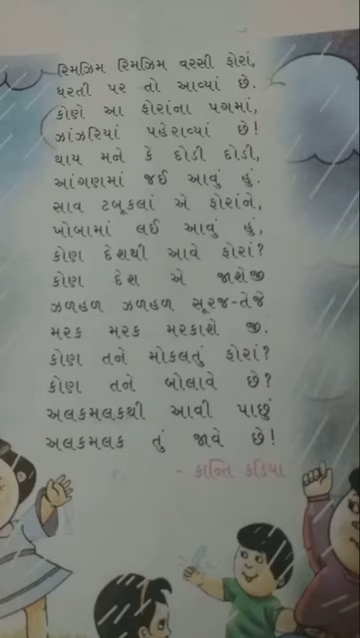 રિમઝિમ રિમઝિમ વરસી ફોરાં,
ધરતી પર તો આવ્યાં છે.
કોણે આ ફોરાંના પગમાં,
ઝાંઝરિયાં પહેરાવ્યાં છે!
થાય મને કે દોડી દોડી,
આંગણમાં જઈ આવું હું.
સાવ ટબૂકલાં એ ફોરાંને,
ખોબામાં લઈ આવું હું,
કોણ દેશથી આવે ફોરાં?
કોણ દેશ એ જાશેજી
ઝળહળ ઝળહળ સૂરજ-તેજે
મરક મરક મરકાશે જી.
કોણ તને મોકલતું ફોરાં?
કોણ તને બોલાવે છે?
અલકમલકથી આવી પાછું
અલકમલક તું જાવે છે!
- કાન્તિ કડિયા